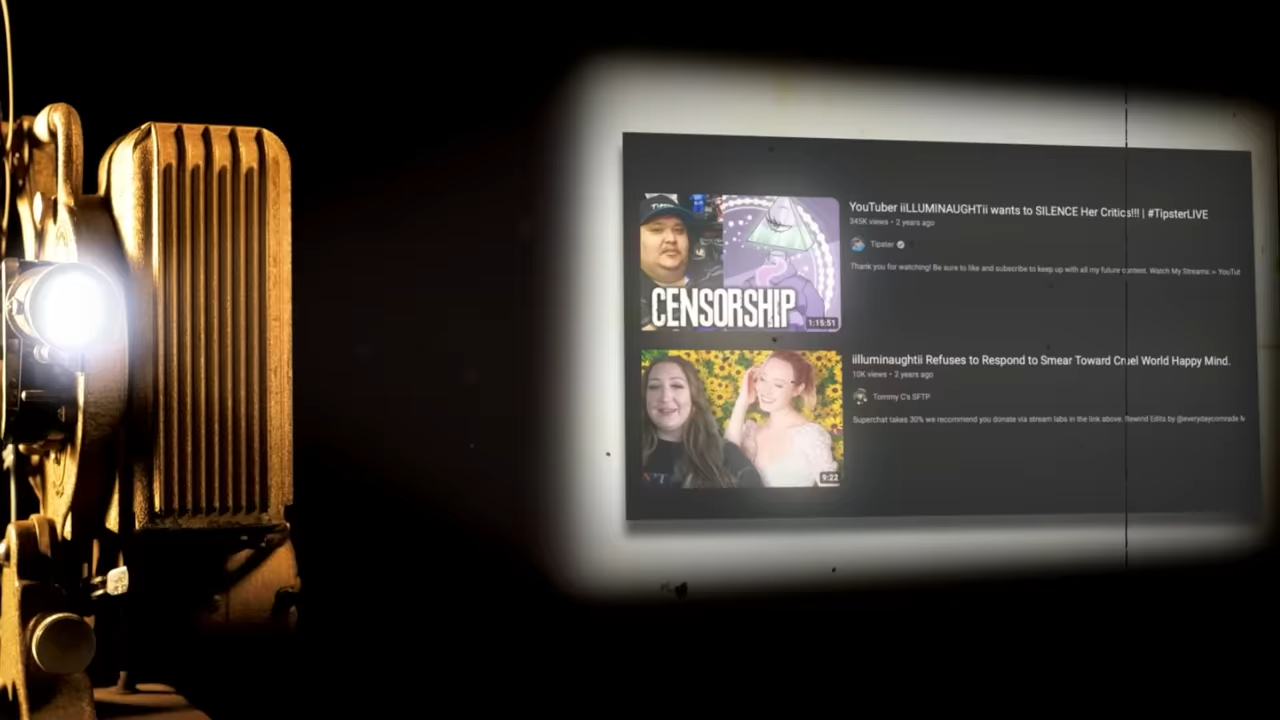 YouTuber iiLLUMINAUGHTii wants to SILENCE Her Critics!!! | #TipsterLIVE
345K views • 2 years ago
Tipster
Thank you for watching! Be sure to like and subscribe to keep up with all my future content. Watch My Streams: ► YouTu
CENSORSHIP
1:15:51
iilluminaughtii Refuses to Respond to Smear Toward Cruel World Happy Mind.
10K views • 2 years ago
Tommy C's SFTP
Superchat takes 30% we recommend you donate via stream labs in the link above. Rewind Edits by @everydaycomrade
9:22